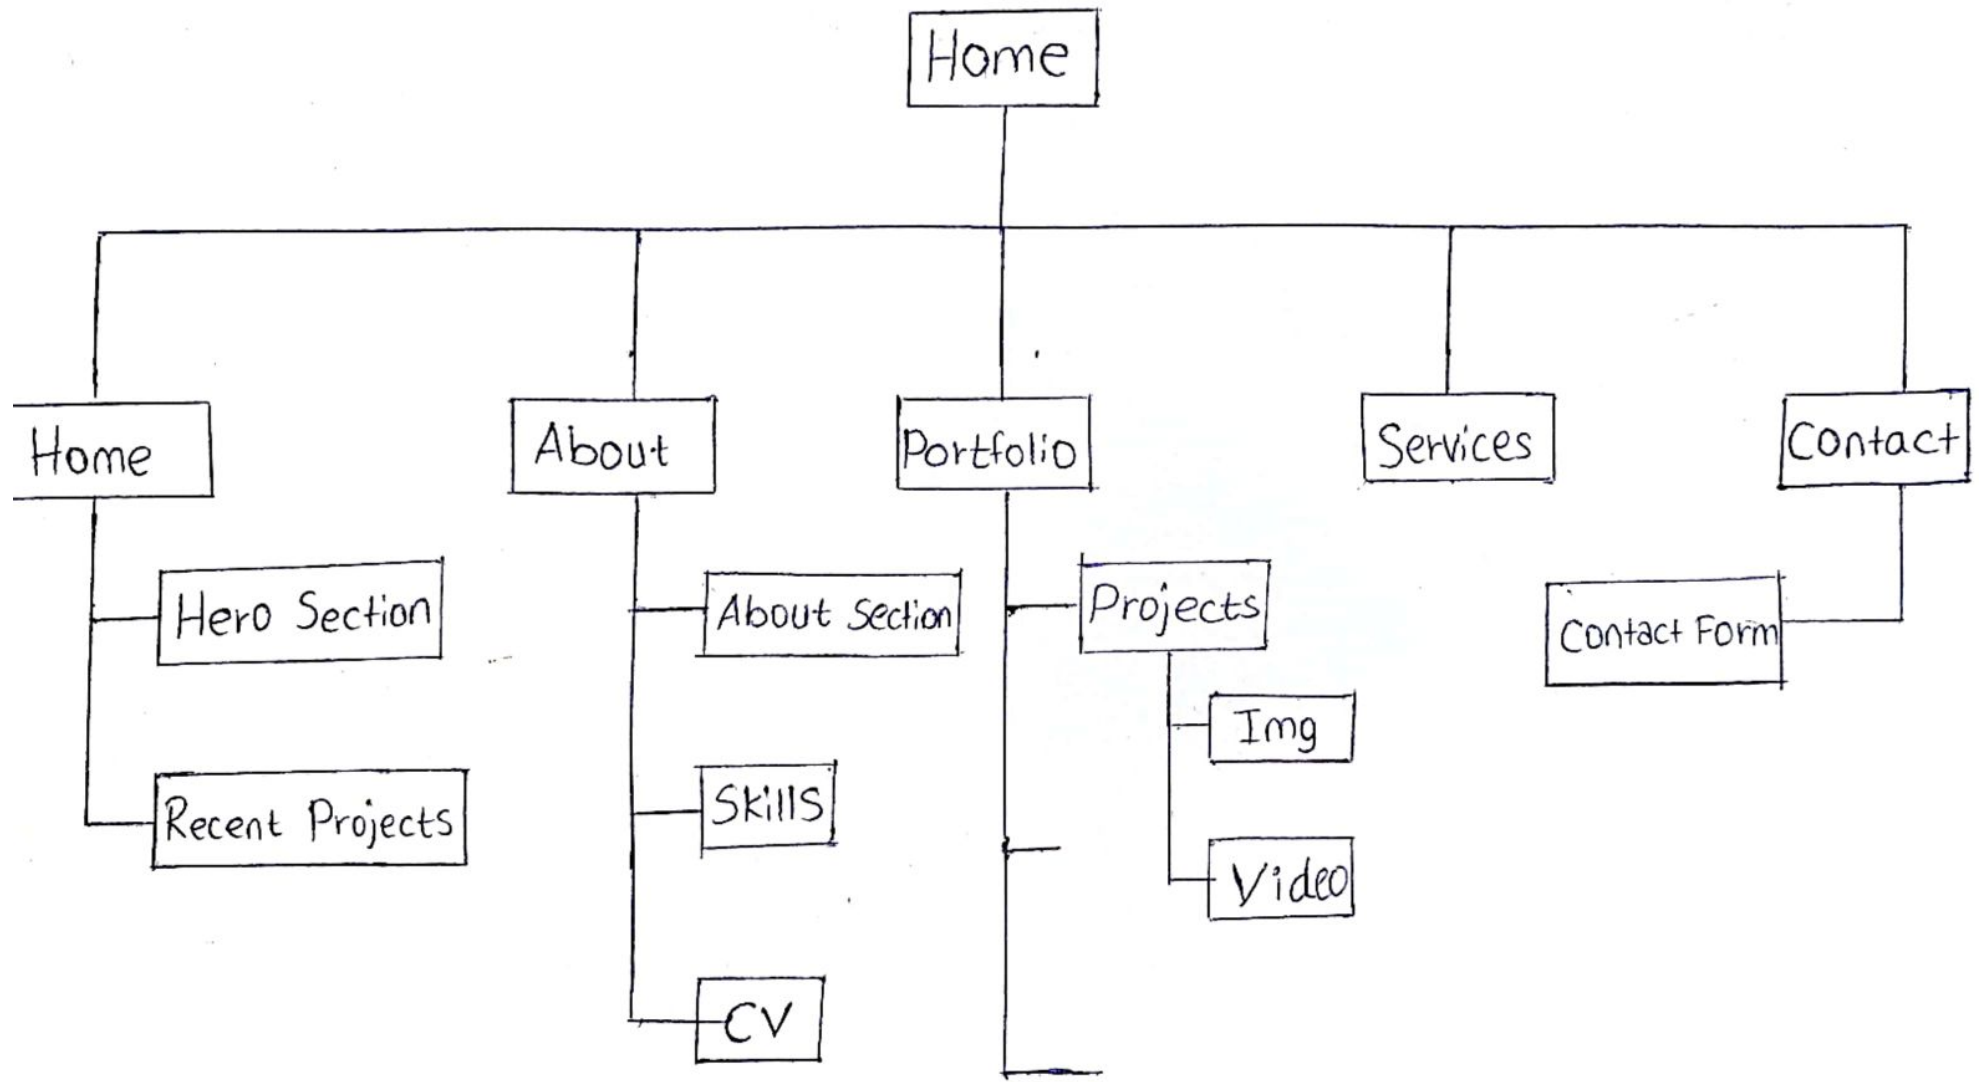 Home
Home
About
Portfolio
Services
Contact
Hero Section
About Section
Projects
Contact Form
Img
Recent Projects
Skills
Video
CV